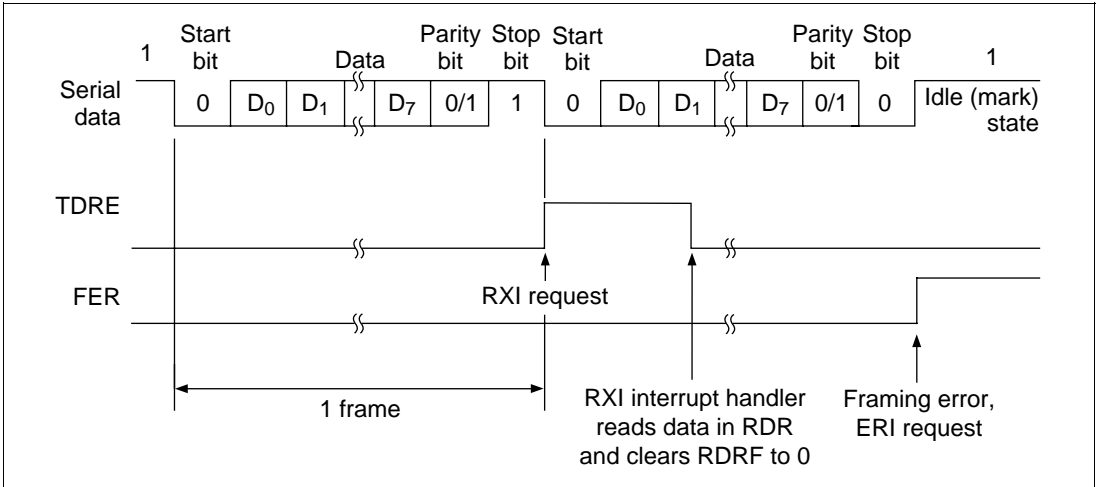 1 Start bit Data Parity bit Stop bit Start bit Data Parity bit Stop bit 1
Serial data 0 D0 D1 D7 0/1 1 0 D0 D1 D7 0/1 0 Idle (mark) state
TDRE
RXI request
FER
1 frame
RXI interrupt handler
reads data in RDR
and clears RDRF to 0
Framing error,
ERI request